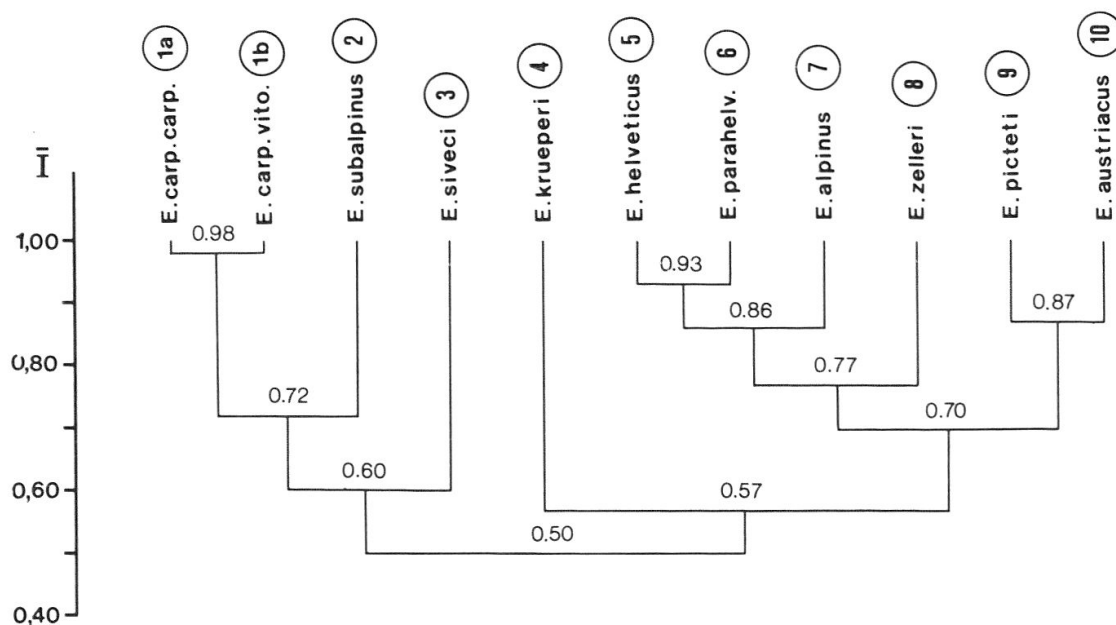 E. carp. carp. 1a
E. carp. vito. 1b
E. subalpinus 2
E. siveci 3
E. krueperi 4
E. helveticus 5
E. parahelv. 6
E. alpinus 7
E. zelleri 8
E. picteti 9
E. austriacus 10
Ī
1,00
0,80
0,60
0,40
0.98
0.93
0.86
0.87
0.77
0.72
0.70
0.60
0.57
0.50